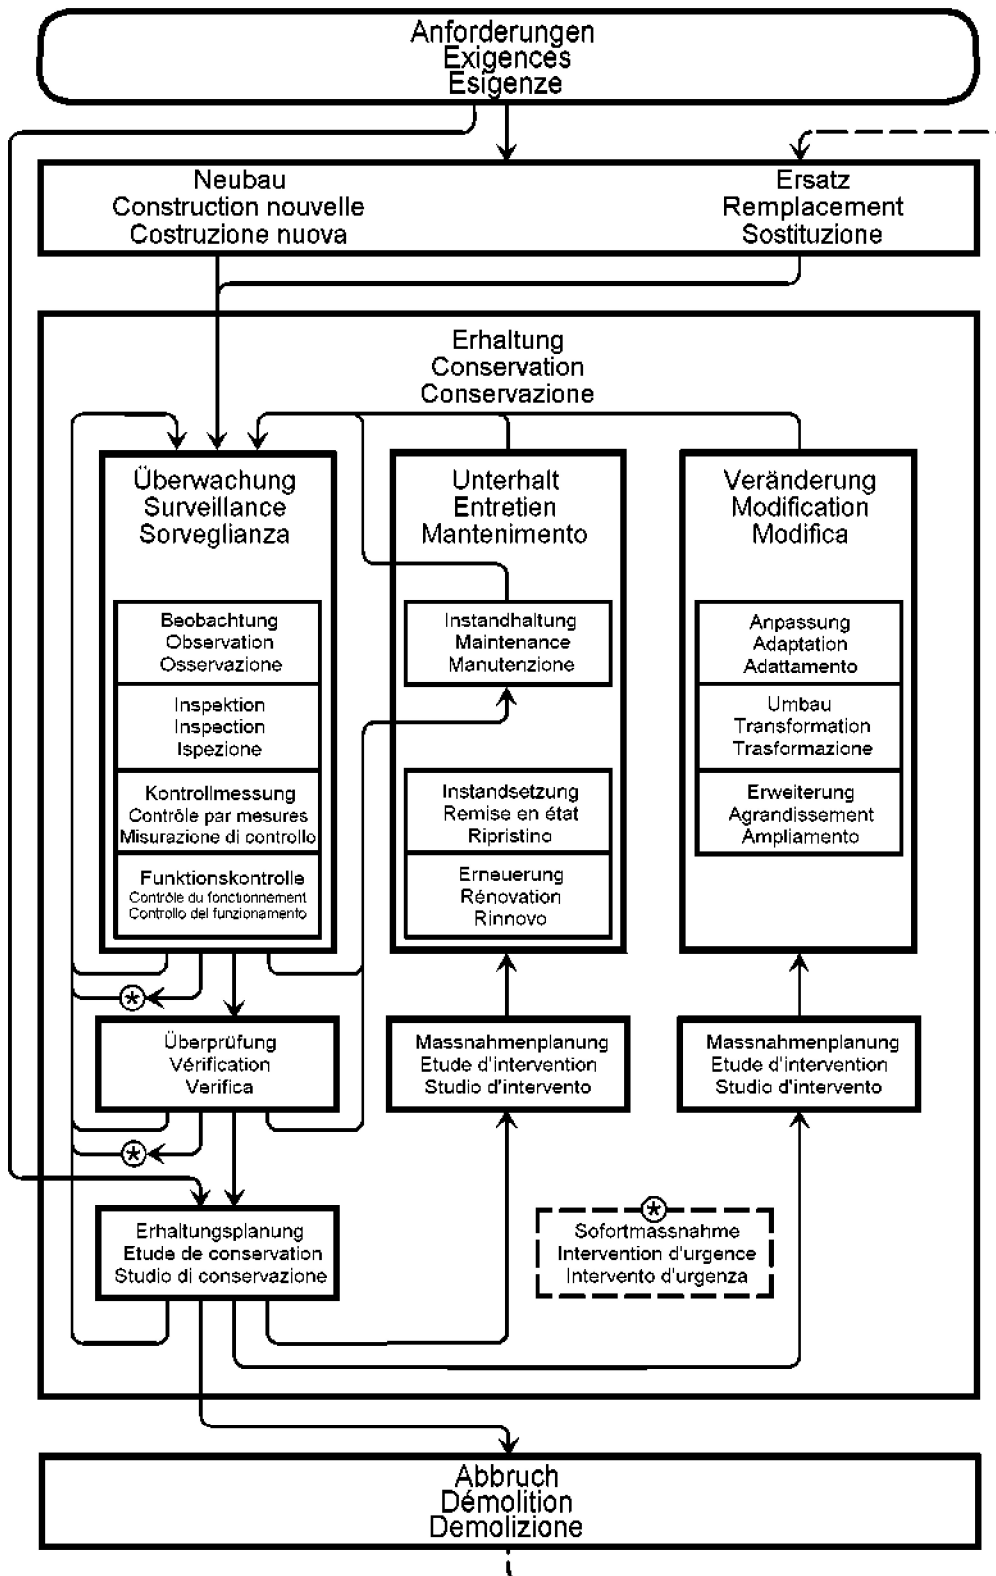 Anforderungen
Exigences
Esigenze
Neubau
Construction nouvelle
Costruzione nuova
Ersatz
Remplacement
Sostituzione
Erhaltung
Conservation
Conservazione
Überwachung
Surveillance
Sorveglianza
Beobachtung
Observation
Osservazione
Inspektion
Inspection
Ispezione
Kontrollmessung
Contrôle par mesures
Misurazione di controllo
Funktionskontrolle
Contrôle du fonctionnement
Controllo del funzionamento
Unterhalt
Entretien
Mantenimento
Instandhaltung
Maintenance
Manutenzione
Instandsetzung
Remise en état
Ripristino
Erneuerung
Rénovation
Rinnovo
Veränderung
Modification
Modifica
Anpassung
Adaptation
Adattamento
Umbau
Transformation
Trasformazione
Erweiterung
Agrandissement
Ampliamento
*
Überprüfung
Vérification
Verifica
Massnahmenplanung
Etude d'intervention
Studio d'intervento
Massnahmenplanung
Etude d'intervention
Studio d'intervento
*
Erhaltungsplanung
Etude de conservation
Studio di conservazione
*
Sofortmassnahme
Intervention d'urgence
Intervento d'urgenza
Abbruch
Démolition
Demolizione